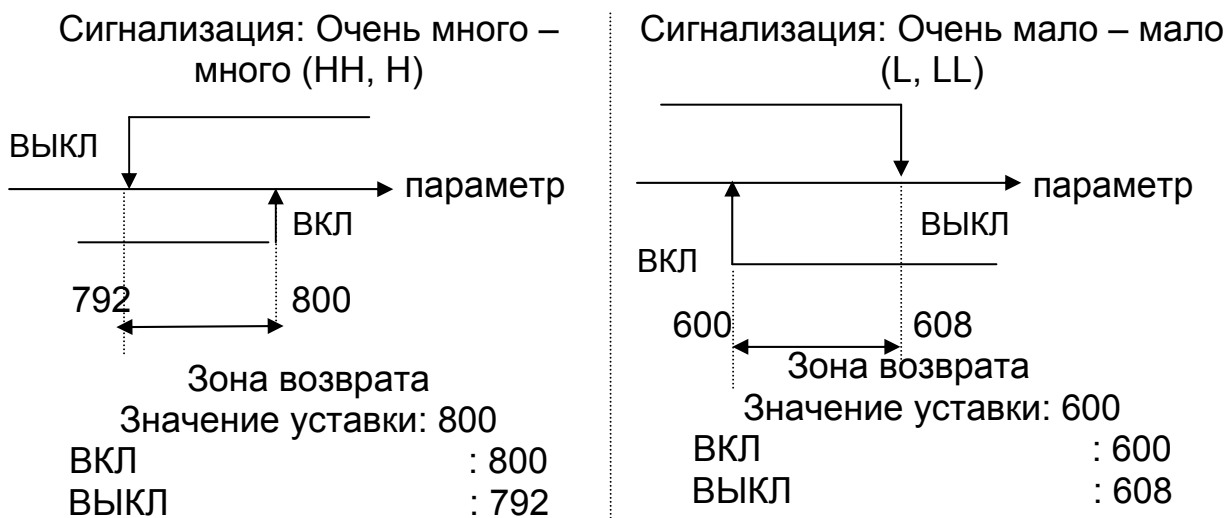 Сигнализация: Очень много –
много (HH, H)
ВЫКЛ
параметр
ВКЛ
792
800
Зона возврата
Значение уставки: 800
ВКЛ : 800
ВЫКЛ : 792
Сигнализация: Очень мало – мало
(L, LL)
параметр
ВЫКЛ
ВКЛ
600
608
Зона возврата
Значение уставки: 600
ВКЛ : 600
ВЫКЛ : 608